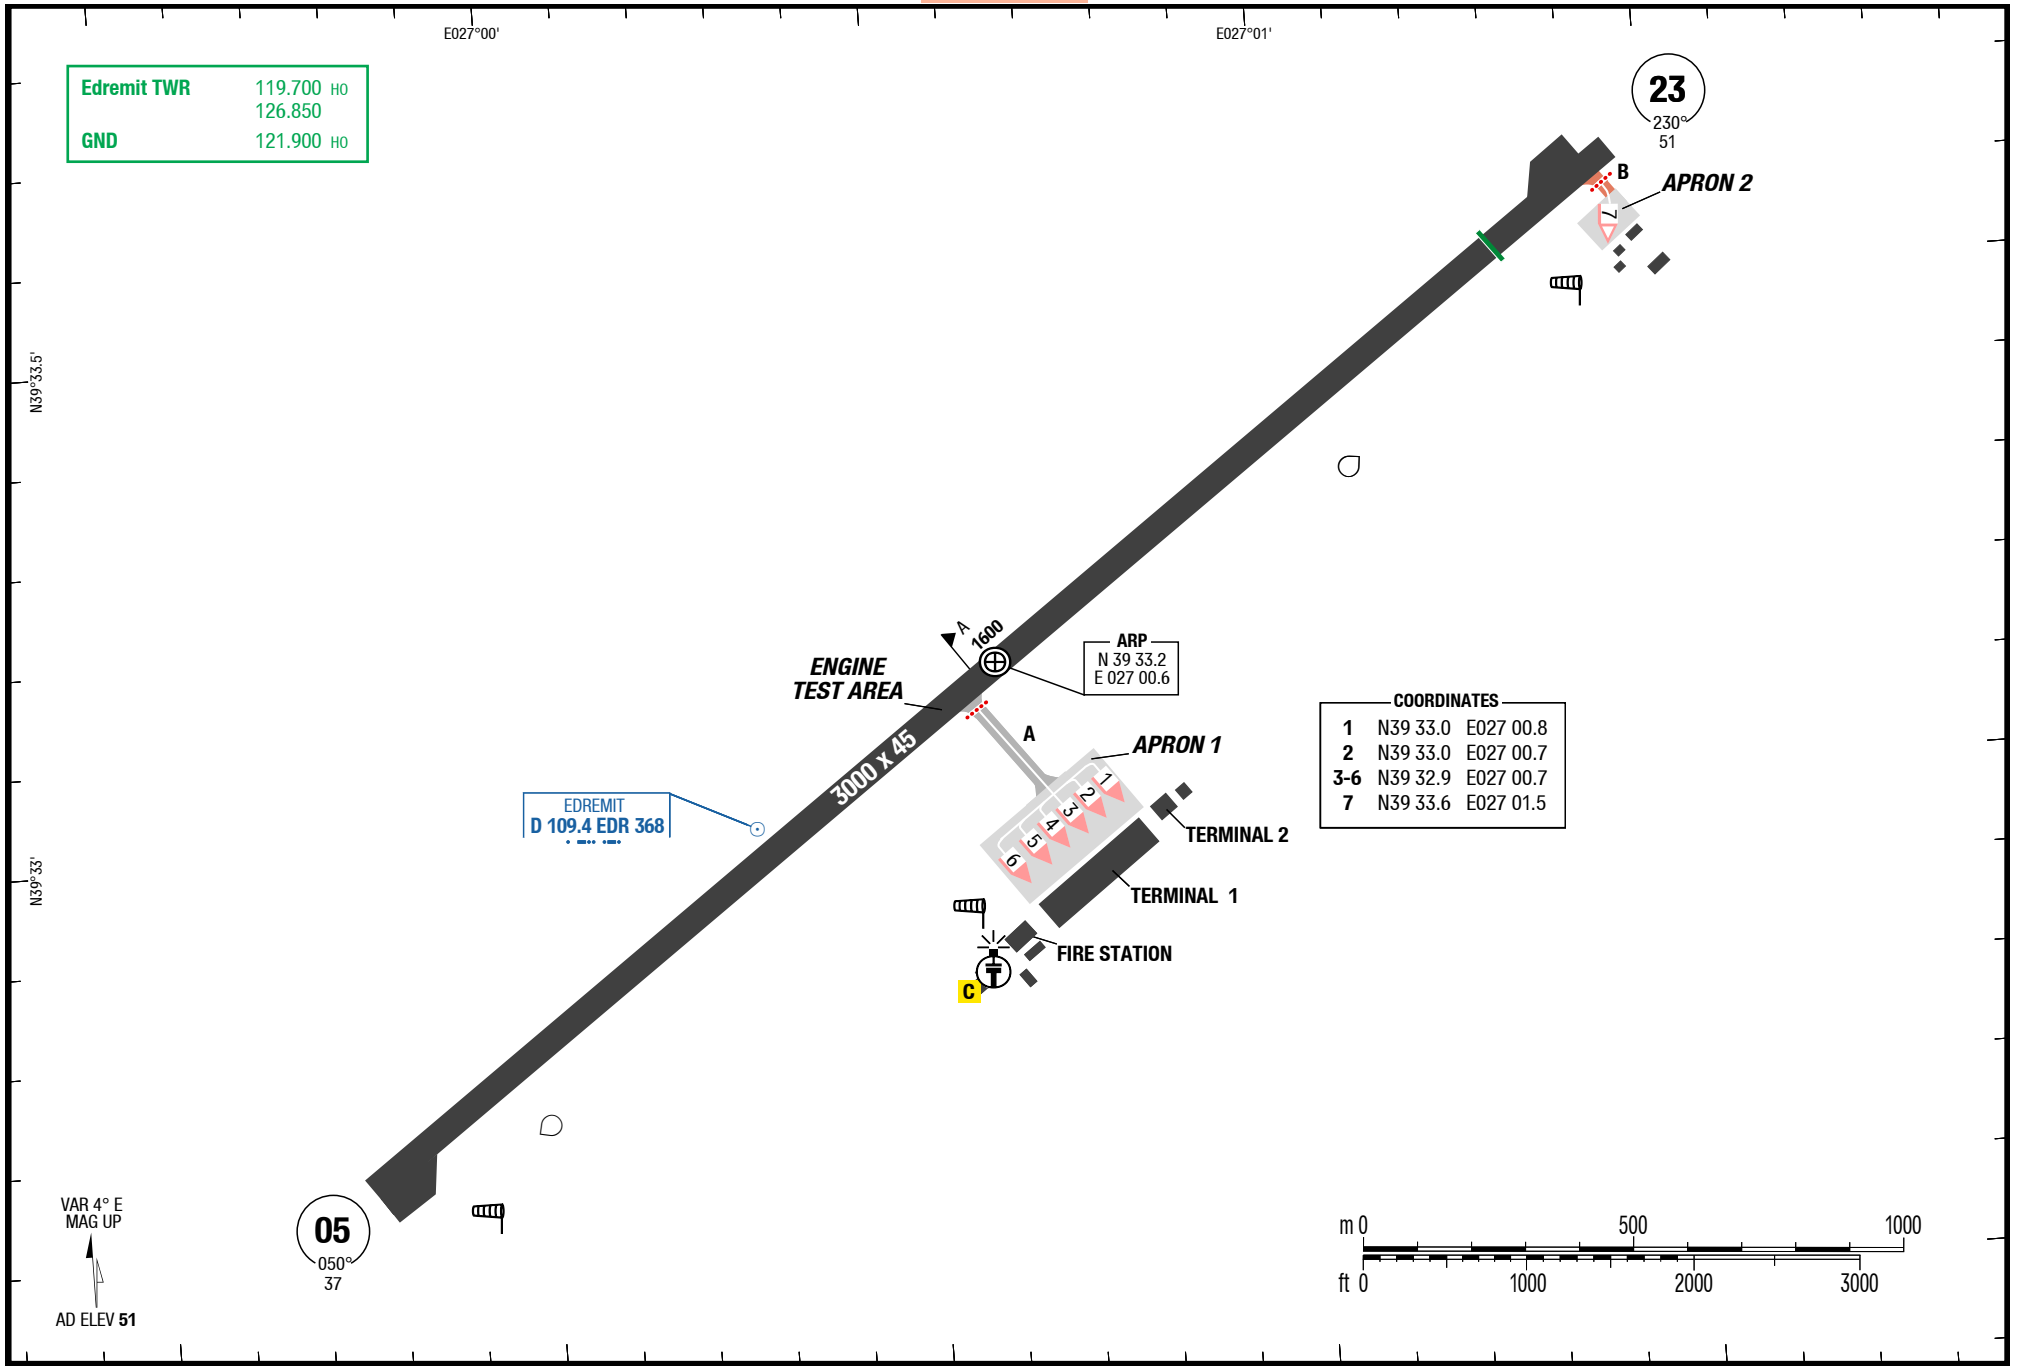 E027°00'
E027°01'
Edremit TWR 119.700 HO
126.850
GND 121.900 HO
23
230°
51
B
APRON 2
7
N39°33.5'
A
1600
ENGINE
TEST AREA
ARP
N 39 33.2
E 027 00.6
3000 x 45
A
APRON 1
1
2
3
4
5
6
COORDINATES
1 N39 33.0 E027 00.8
2 N39 33.0 E027 00.7
3-6 N39 32.9 E027 00.7
7 N39 33.6 E027 01.5
EDREMIT
D 109.4 EDR 368
TERMINAL 2
TERMINAL 1
N39°33'
FIRE STATION
C
05
050°
37
VAR 4° E
MAG UP
AD ELEV 51
m 0 500 1000
ft 0 1000 2000 3000